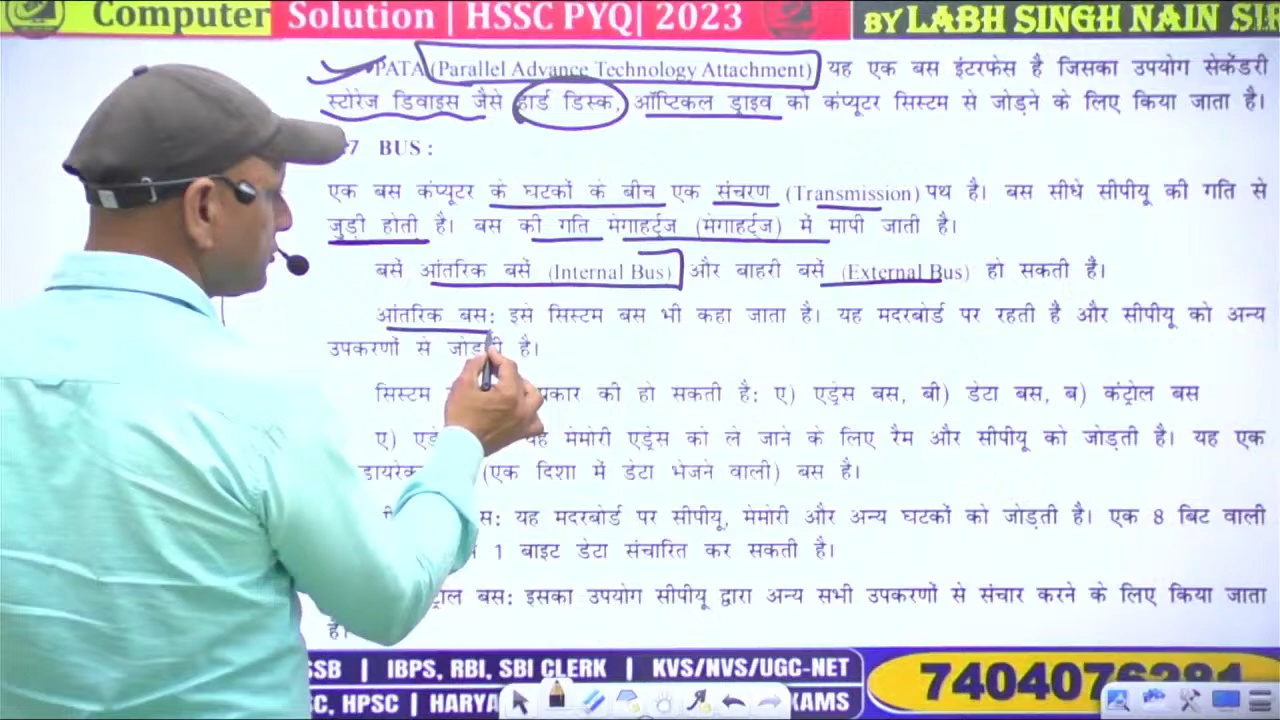 Computer Solution | HSSC PYQ| 2023 BY LABH SINGH NAIN SIR
PATA (Parallel Advance Technology Attachment) यह एक बस इंटरफेस है जिसका उपयोग सेकेंडरी
स्टोरेज डिवाइस जैसे हार्ड डिस्क, ऑप्टिकल ड्राइव को कंप्यूटर सिस्टम से जोड़ने के लिए किया जाता है।
7 BUS :
एक बस कंप्यूटर के घटकों के बीच एक संचरण (Transmission) पथ है। बस सीधे सीपीयू की गति से
जुड़ी होती है। बस की गति मेगाहर्ट्ज़ (मेगाहर्ट्ज़) में मापी जाती है।
बसें आंतरिक बसें (Internal Bus) और बाहरी बसें (External Bus) हो सकती हैं।
आंतरिक बस: इसे सिस्टम बस भी कहा जाता है। यह मदरबोर्ड पर रहती है और सीपीयू को अन्य
उपकरणों से जोड़ती है।
सिस्टम प्रकार की हो सकती है: ए) एड्रेस बस, बी) डेटा बस, ब) कंट्रोल बस
ए) यह मेमोरी एड्रेस को ले जाने के लिए रैम और सीपीयू को जोड़ती है। यह एक
(एक दिशा में डेटा भेजने वाली) बस है।
यह मदरबोर्ड पर सीपीयू, मेमोरी और अन्य घटकों को जोड़ती है। एक 8 बिट वाली
1 बाइट डेटा संचारित कर सकती है।
बस: इसका उपयोग सीपीयू द्वारा अन्य सभी उपकरणों से संचार करने के लिए किया जाता
है।
SSB | IBPS, RBI, SBI CLERK | KVS/NVS/UGC-NET
HPSC | HARYA